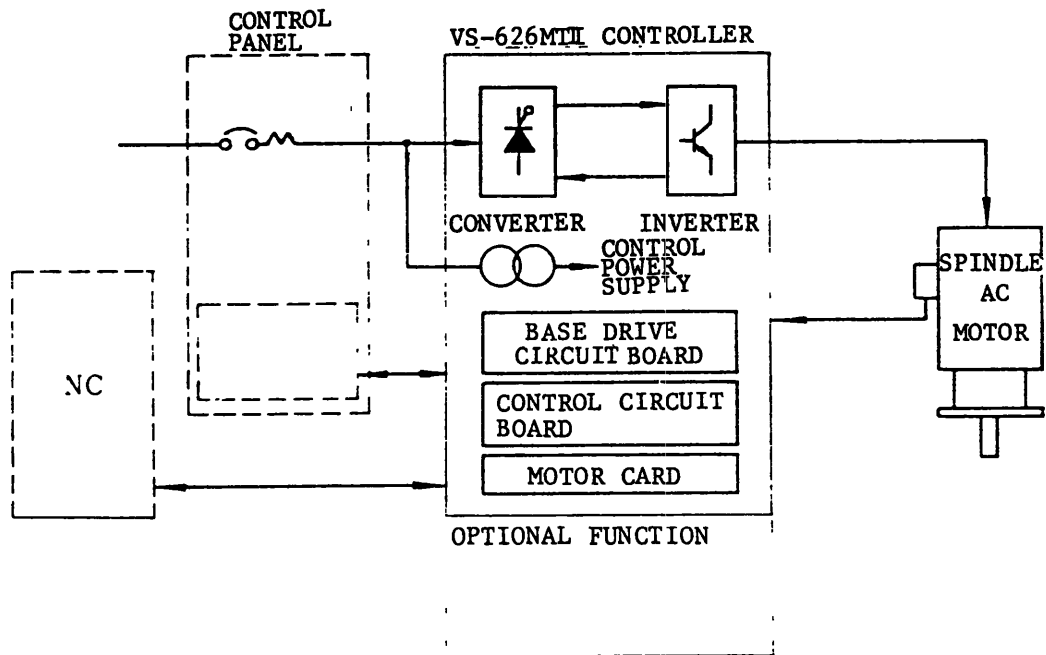 CONTROL
PANEL
VS-626MTII CONTROLLER
CONVERTER
INVERTER
CONTROL
POWER
SUPPLY
SPINDLE
AC
MOTOR
BASE DRIVE
CIRCUIT BOARD
NC
CONTROL CIRCUIT
BOARD
MOTOR CARD
OPTIONAL FUNCTION